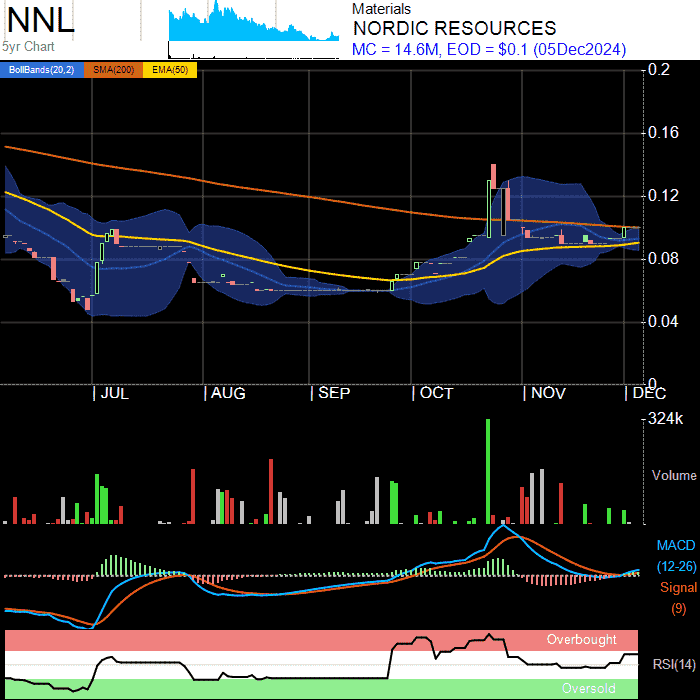 NNL
5yr Chart
Materials
NORDIC RESOURCES
MC = 14.6M, EOD = $0.1 (05Dec2024)
BollBands(20,2) SMA(200) EMA(50)
0.2
0.16
0.12
0.08
0.04
0
JUL AUG SEP OCT NOV DEC
324k
Volume
MACD
(12-26)
Signal
(9)
Overbought
RSI(14)
Oversold